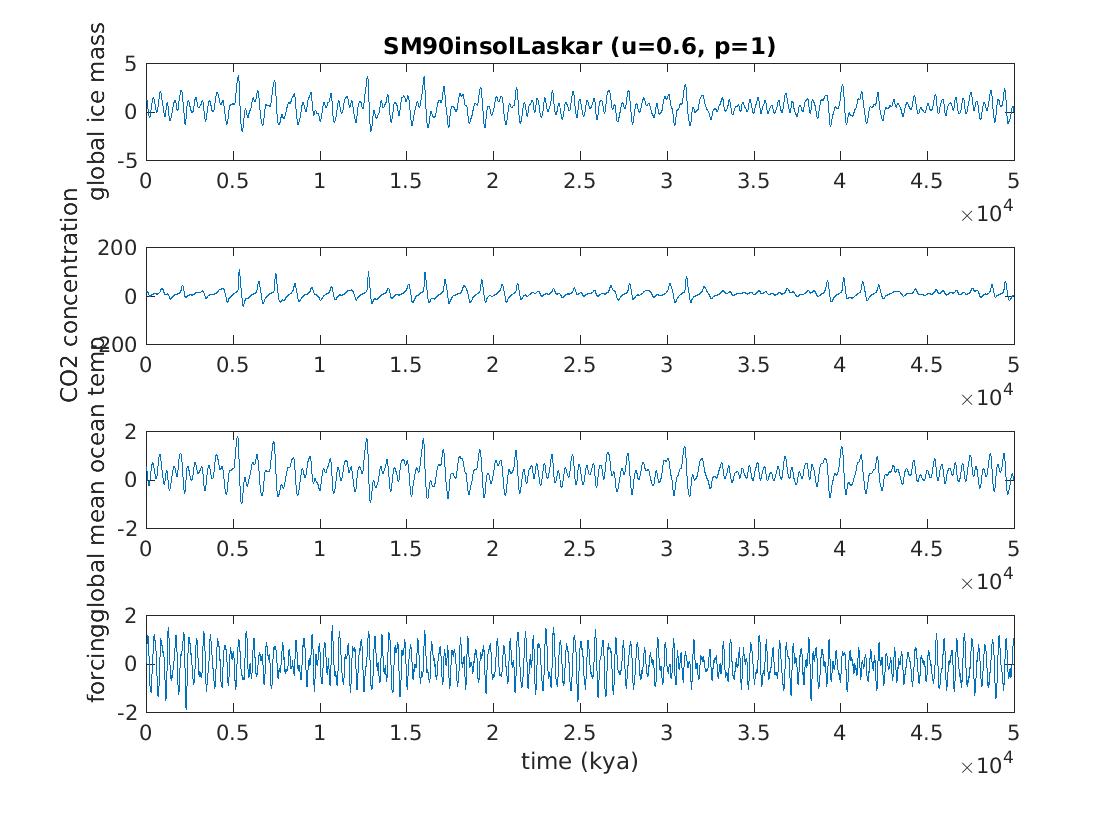 SM90insolLaskar (u=0.6, p=1)
global ice mass
5
0
-5
0 0.5 1 1.5 2 2.5 3 3.5 4 4.5 5
×10^4
CO2 concentration
200
0
-200
0 0.5 1 1.5 2 2.5 3 3.5 4 4.5 5
×10^4
global mean ocean temp
2
0
-2
0 0.5 1 1.5 2 2.5 3 3.5 4 4.5 5
×10^4
forcing
2
0
-2
0 0.5 1 1.5 2 2.5 3 3.5 4 4.5 5
time (kya)
×10^4